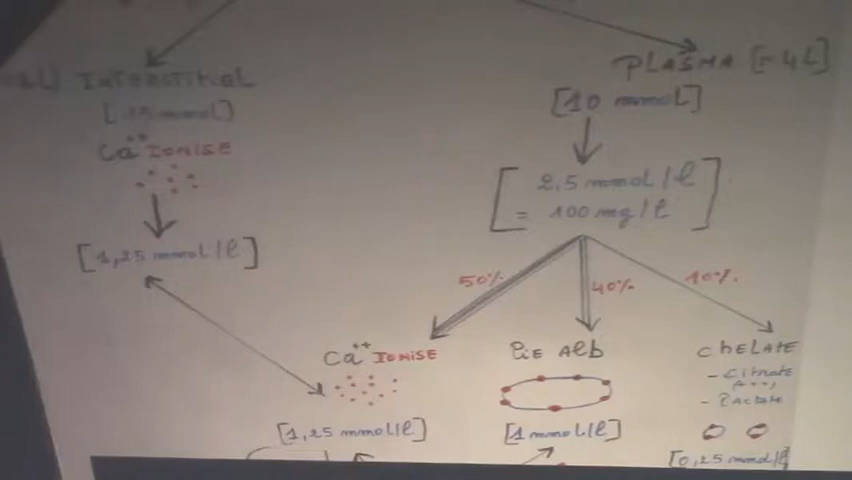 INTERSTITIEL
PLASMA [~ 4L]
[10 mmol]
Ca++ IONISE
2,5 mmol/l
= 100 mg/l
[1,25 mmol/l]
50% 40% 10%
Ca++ IONISE
liE Alb
chELATE
- Citrate
- Lactate
[1,25 mmol/l]
[1 mmol/l]
[0,25 mmol/l